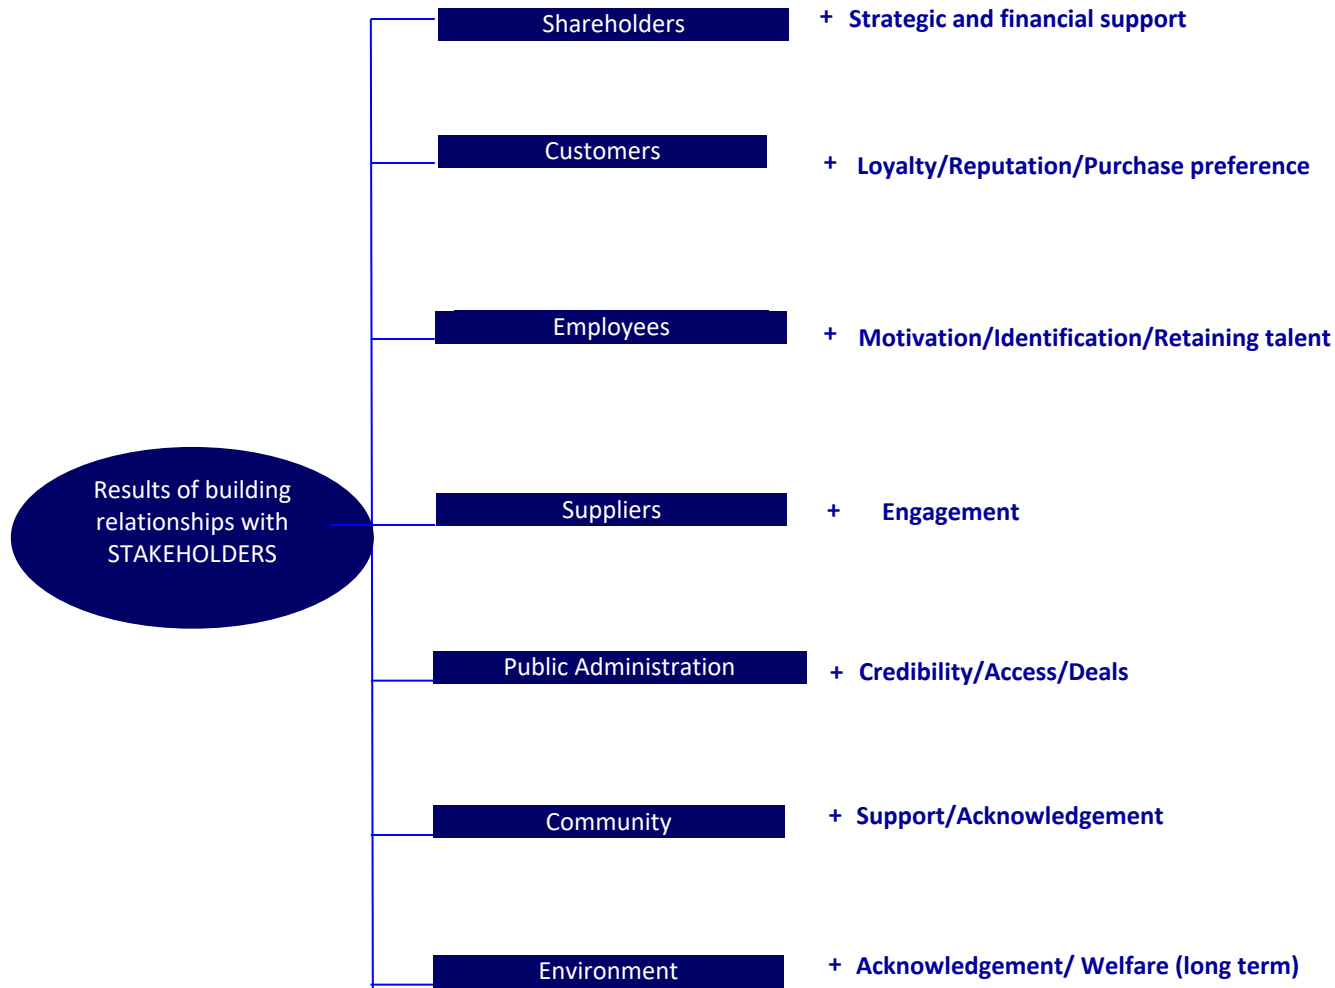 Shareholders
+ Strategic and financial support
Customers
+ Loyalty/Reputation/Purchase preference
Employees
+ Motivation/Identification/Retaining talent
Results of building
relationships with
STAKEHOLDERS
Suppliers
+ Engagement
Public Administration
+ Credibility/Access/Deals
Community
+ Support/Acknowledgement
Environment
+ Acknowledgement/ Welfare (long term)